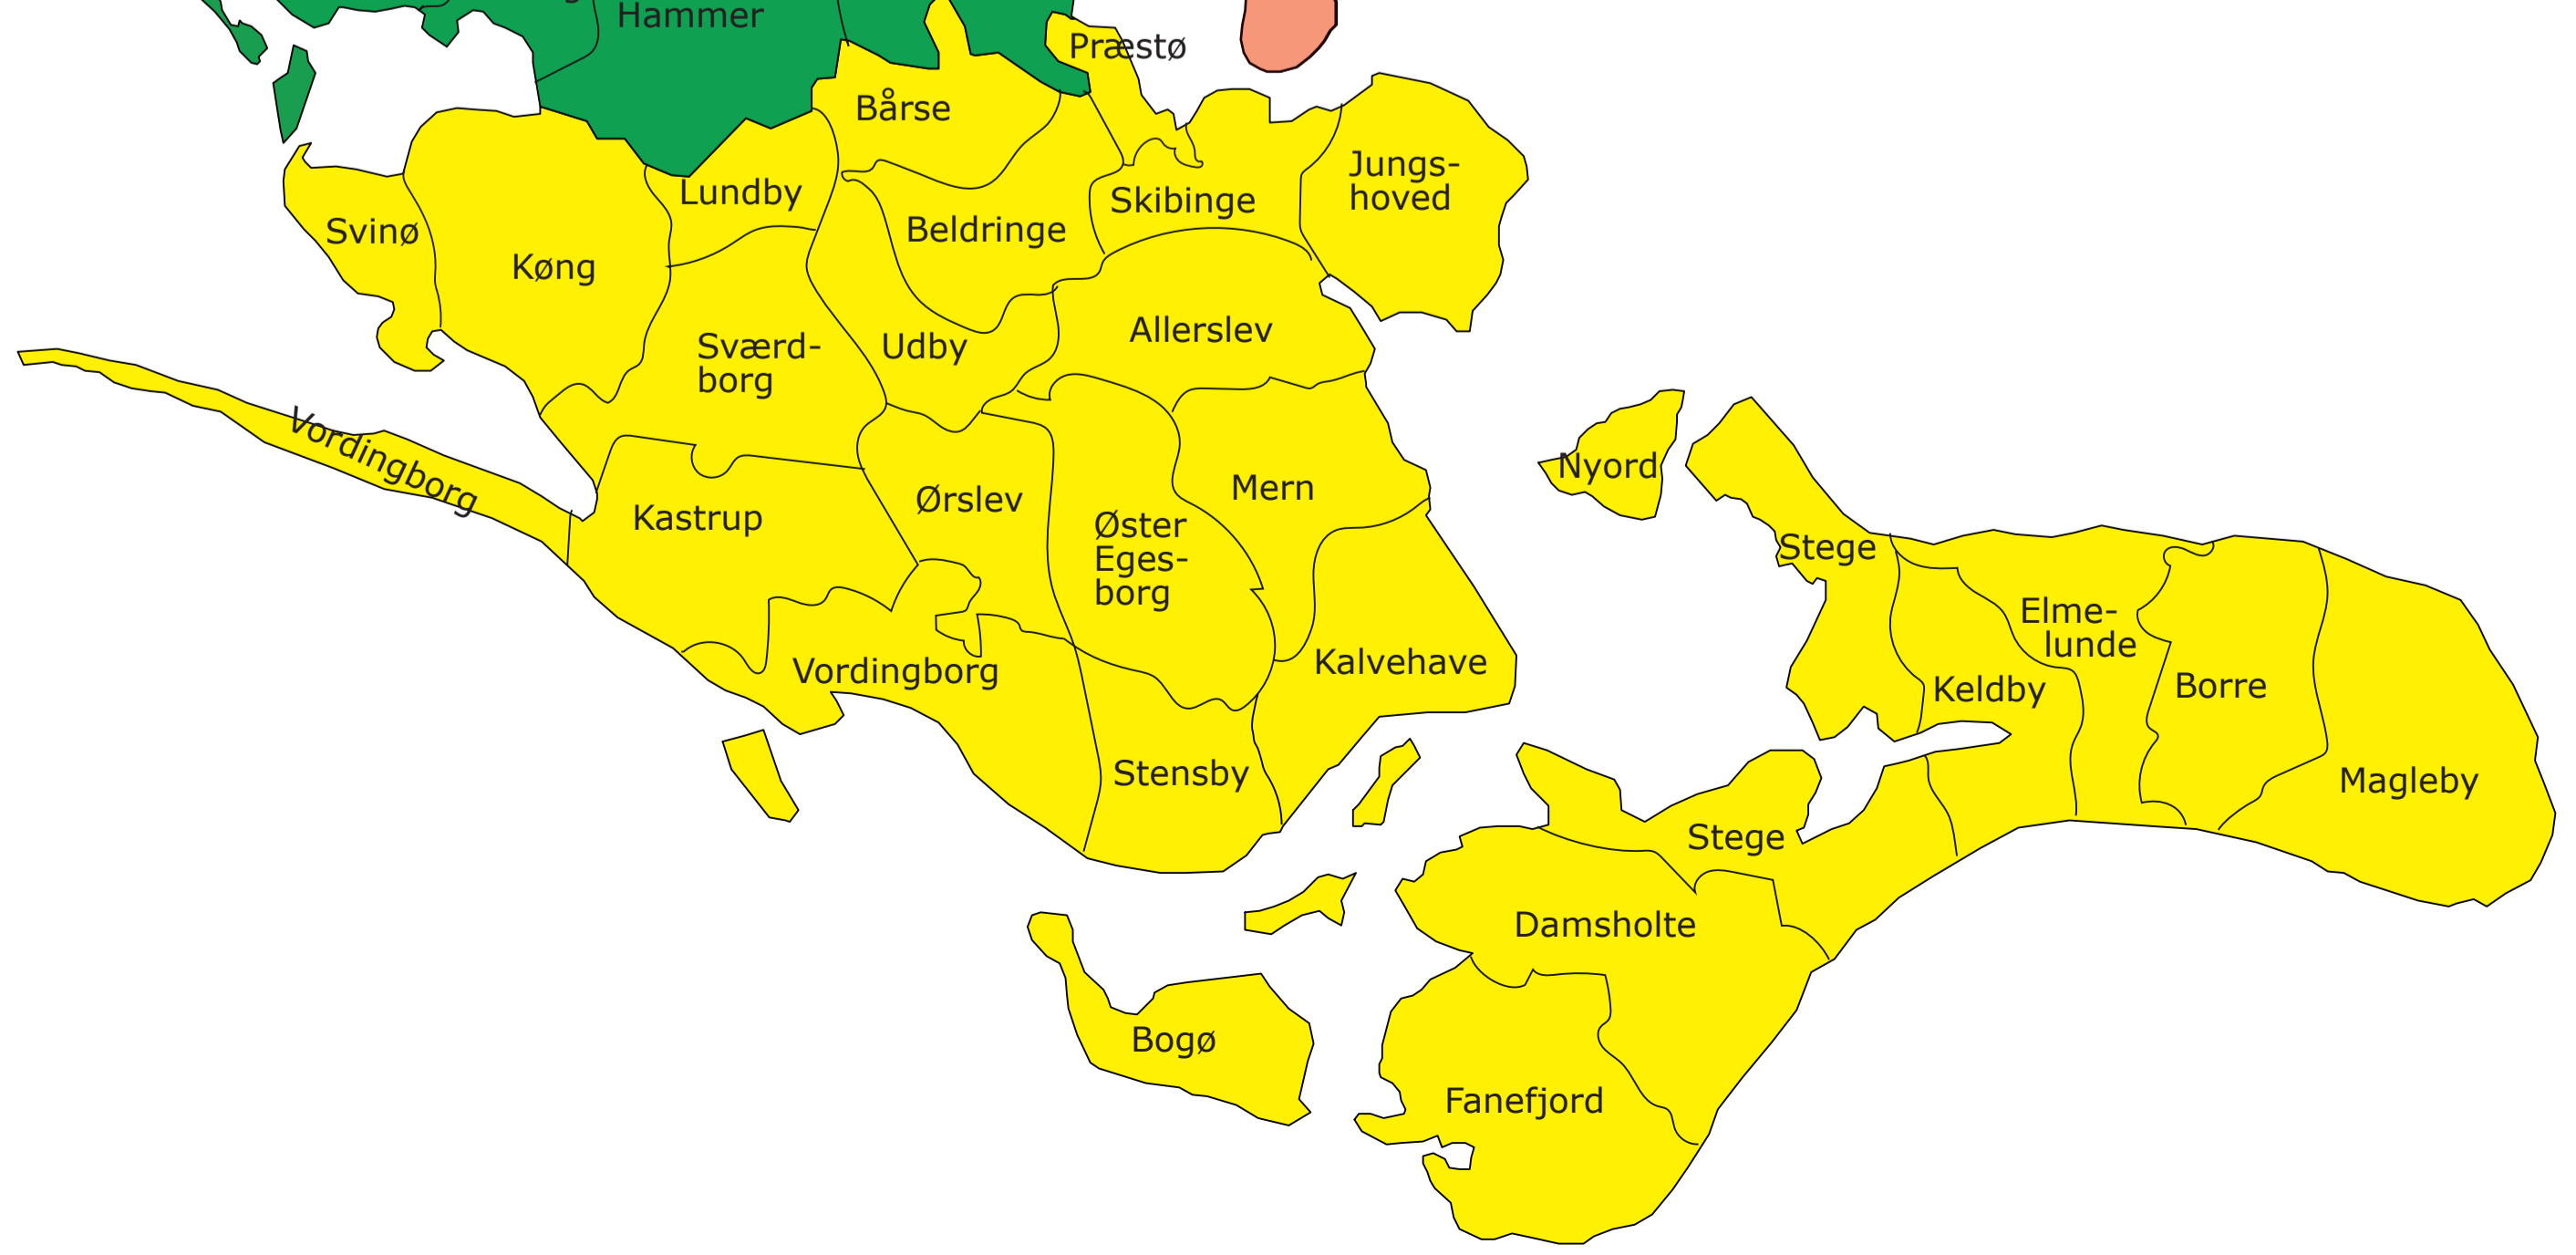 Hammer
Præstø
Bårse
Jungs-
hoved
Lundby
Skibinge
Svinø
Beldringe
Køng
Allerslev
Sværd-
borg
Udby
Vordingborg
Nyord
Mern
Ørslev
Kastrup
Øster
Eges-
borg
Stege
Elme-
lunde
Kalvehave
Vordingborg
Borre
Keldby
Stensby
Magleby
Stege
Damsholte
Bogø
Fanefjord